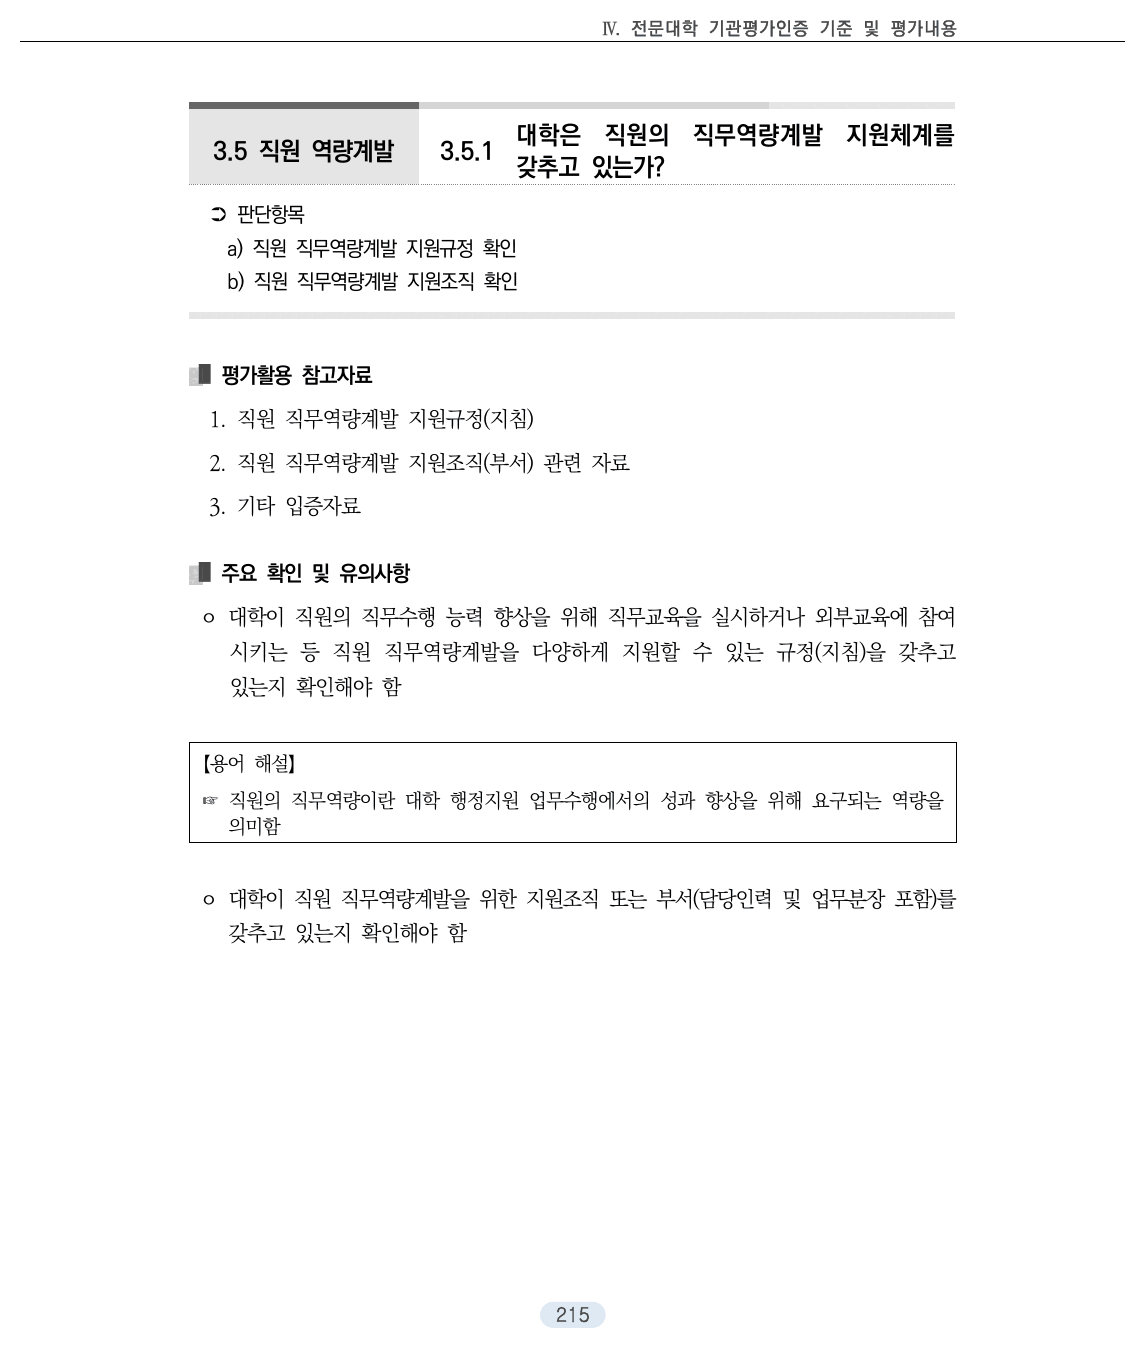 Ⅳ. 전문대학 기관평가인증 기준 및 평가내용
3.5 직원 역량계발
3.5.1
대학은 직원의 직무역량계발 지원체계를
갖추고 있는가?
➲ 판단항목
a) 직원 직무역량계발 지원규정 확인
b) 직원 직무역량계발 지원조직 확인
평가활용 참고자료
1. 직원 직무역량계발 지원규정(지침)
2. 직원 직무역량계발 지원조직(부서) 관련 자료
3. 기타 입증자료
주요 확인 및 유의사항
ㅇ 대학이 직원의 직무수행 능력 향상을 위해 직무교육을 실시하거나 외부교육에 참여
시키는 등 직원 직무역량계발을 다양하게 지원할 수 있는 규정(지침)을 갖추고
있는지 확인해야 함
【용어 해설】
☞ 직원의 직무역량이란 대학 행정지원 업무수행에서의 성과 향상을 위해 요구되는 역량을
의미함
ㅇ 대학이 직원 직무역량계발을 위한 지원조직 또는 부서(담당인력 및 업무분장 포함)를
갖추고 있는지 확인해야 함
215